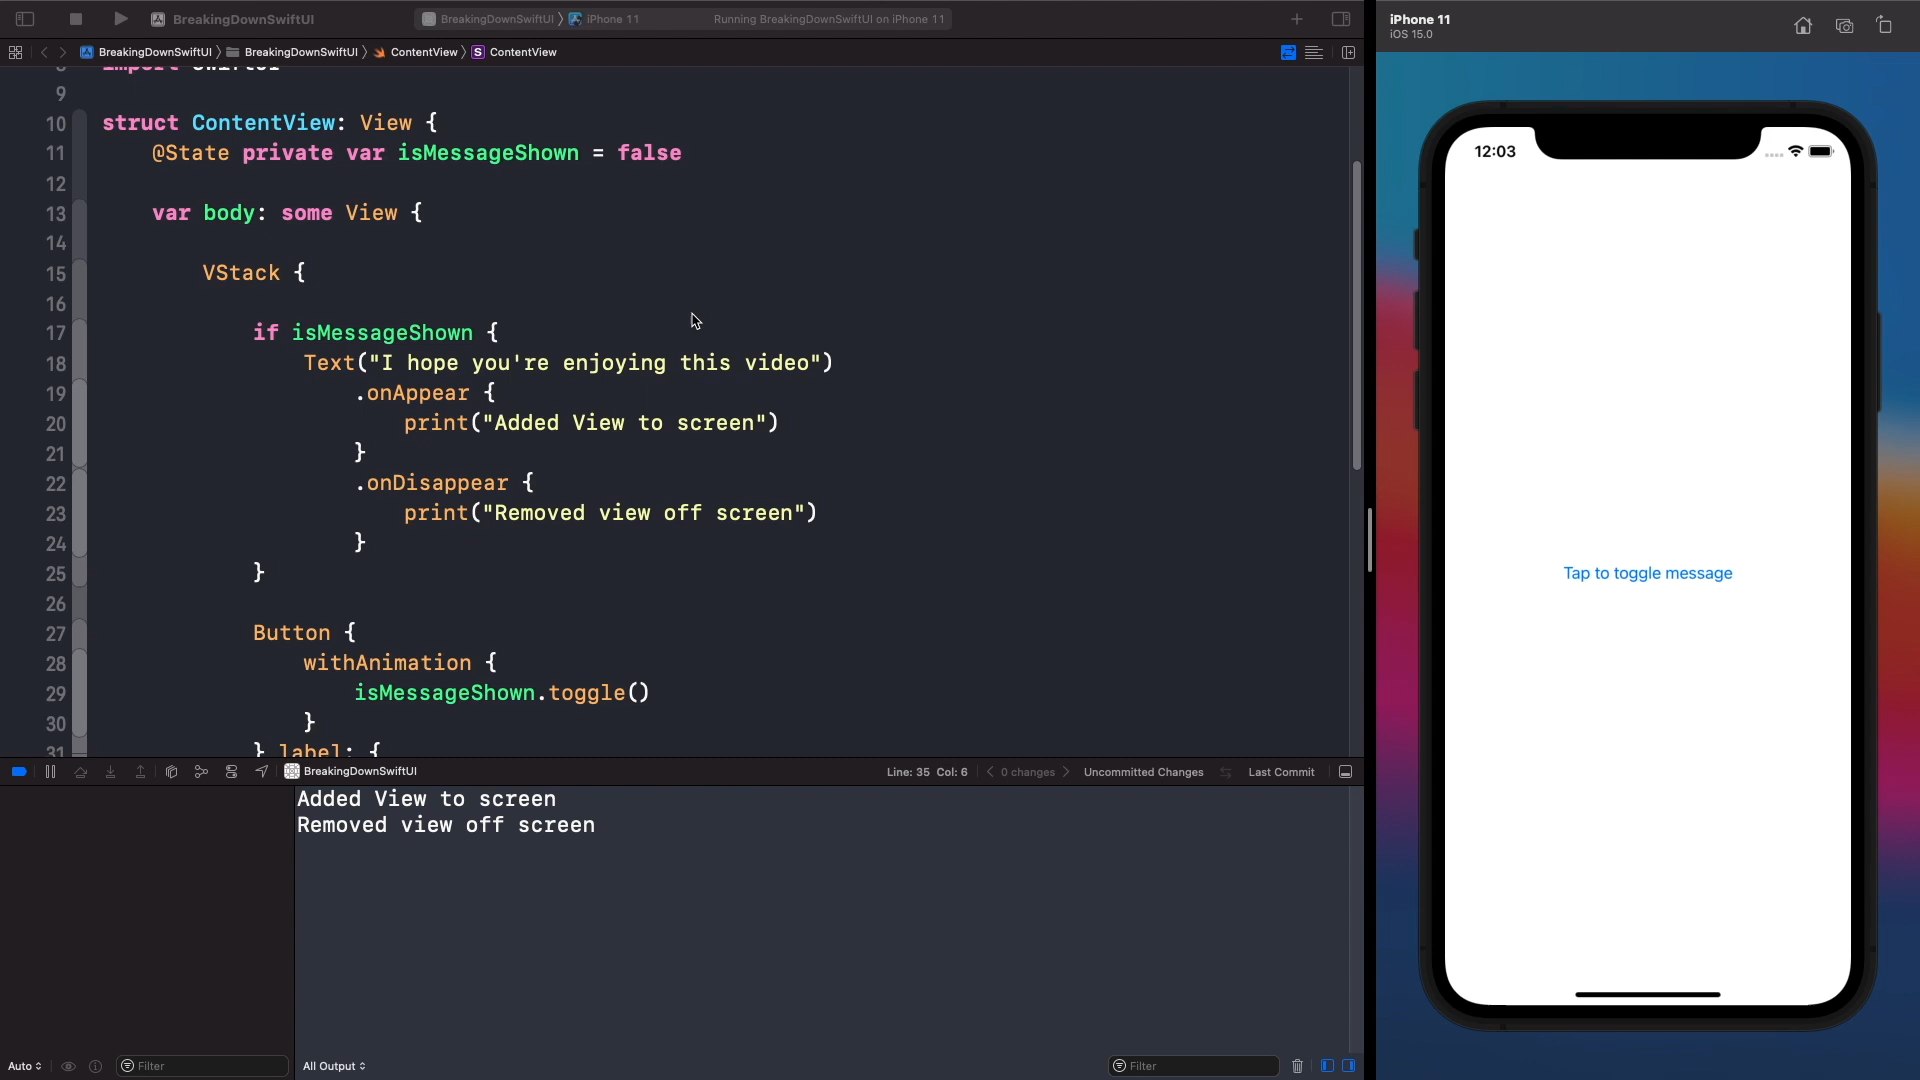 BreakingDownSwiftUI
BreakingDownSwiftUI 〉 iPhone 11
Running BreakingDownSwiftUI on iPhone 11
BreakingDownSwiftUI 〉 BreakingDownSwiftUI 〉 ContentView 〉 S ContentView
8 import SwiftUI
9
10 struct ContentView: View {
11 @State private var isMessageShown = false
12
13 var body: some View {
14
15 VStack {
16
17 if isMessageShown {
18 Text("I hope you're enjoying this video")
19 .onAppear {
20 print("Added View to screen")
21 }
22 .onDisappear {
23 print("Removed view off screen")
24 }
25 }
26
27 Button {
28 withAnimation {
29 isMessageShown.toggle()
30 }
31 } label: {
BreakingDownSwiftUI
Line: 35 Col: 6
0 changes
Uncommitted Changes
Last Commit
Added View to screen
Removed view off screen
Auto
Filter
All Output
Filter
iPhone 11
iOS 15.0
12:03
Tap to toggle message